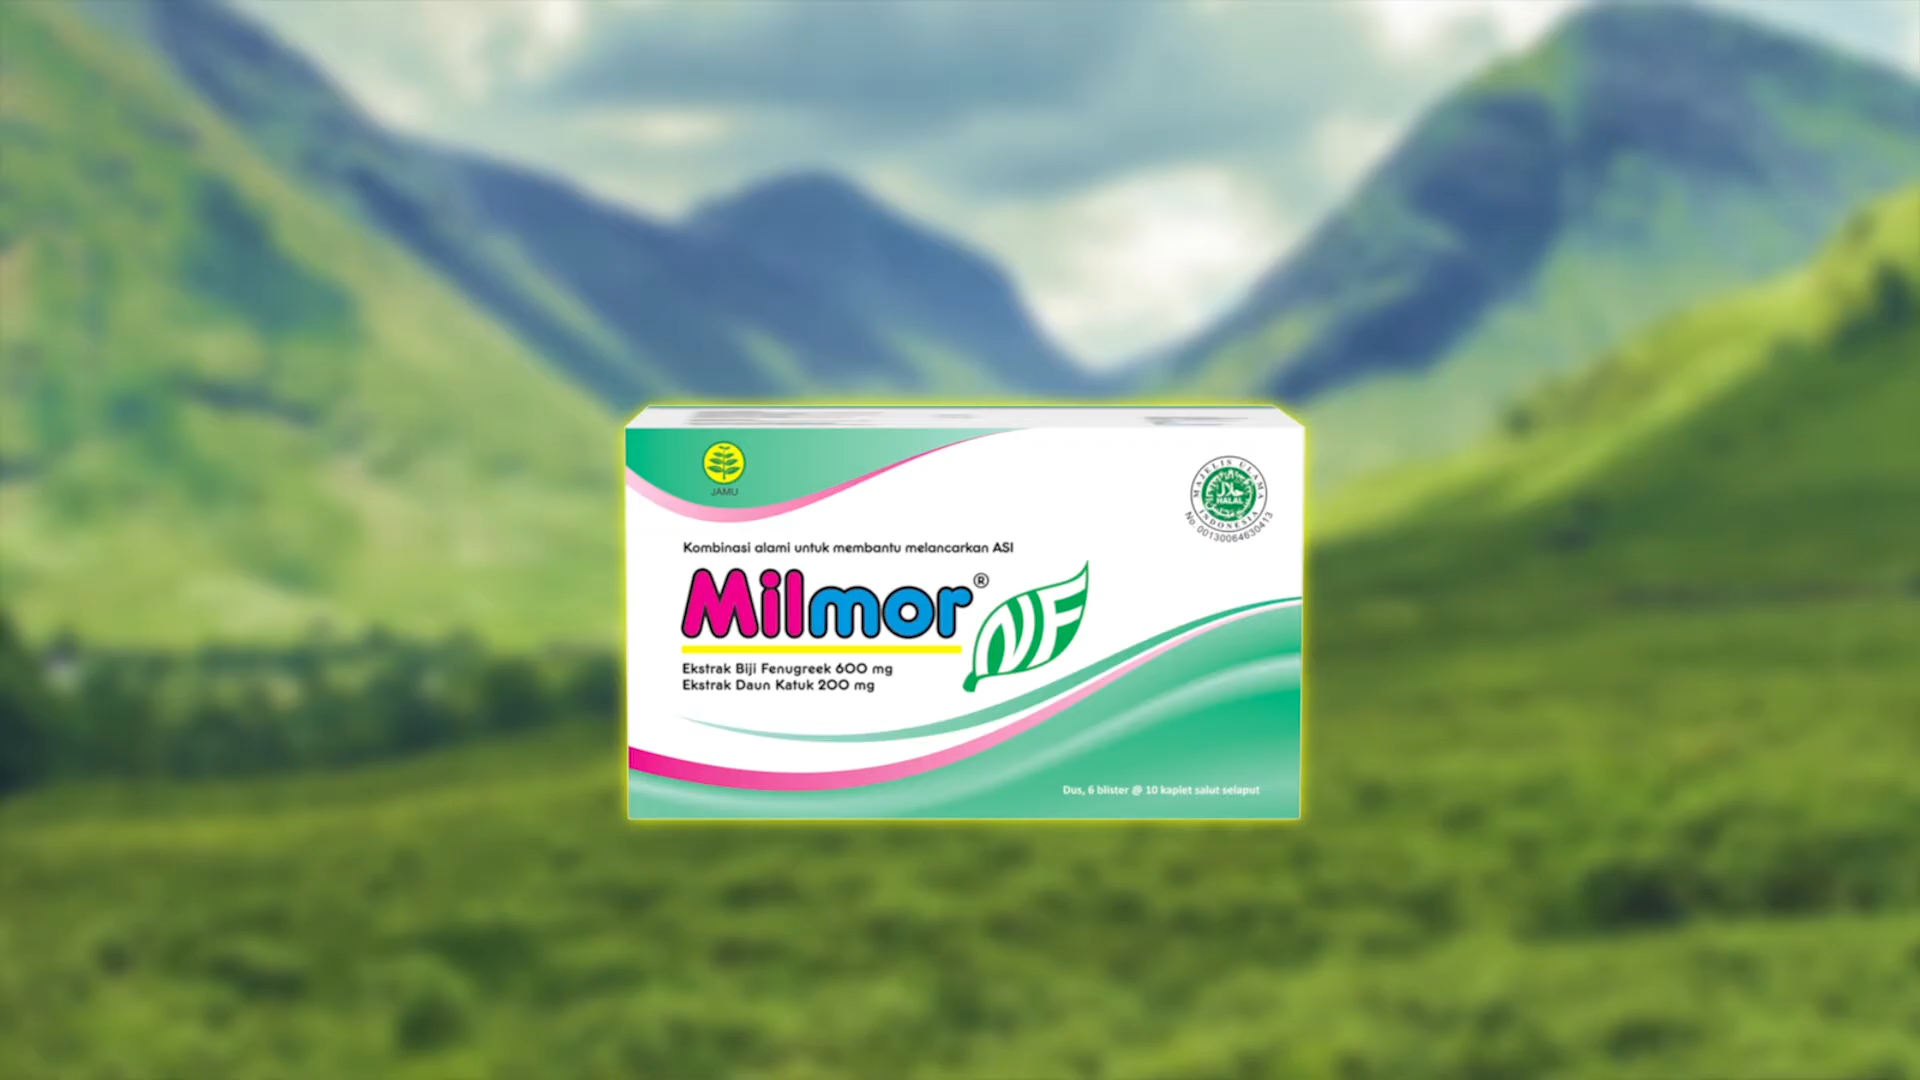 JAMU
MAJELIS ULAMA
HALAL
INDONESIA
No. 00130064630413
Kombinasi alami untuk membantu melancarkan ASI
Milmor®
NF
Ekstrak Biji Fenugreek 600 mg
Ekstrak Daun Katuk 200 mg
Dus, 6 blister @ 10 kaplet salut selaput